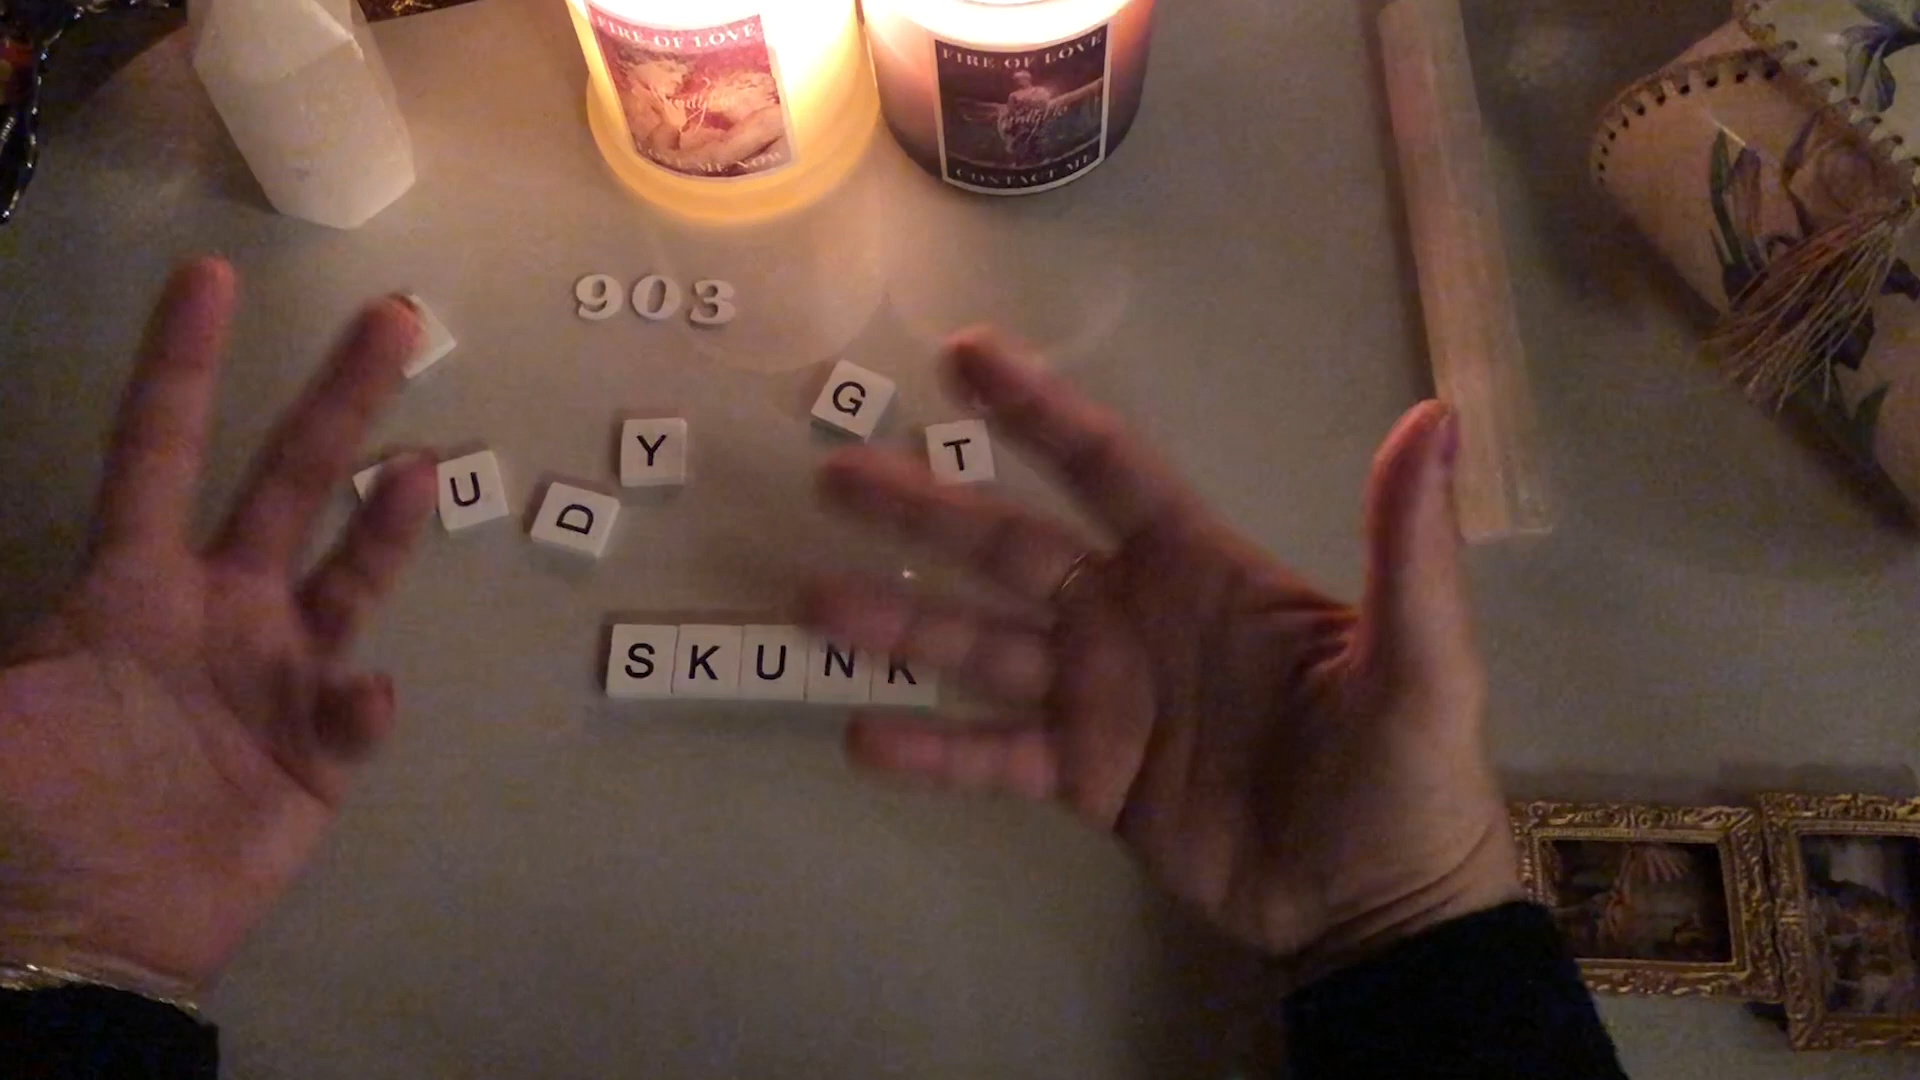 FIRE OF LOVE
FIRE OF LOVE
CONTACT ME
903
G
Y
T
U
D
SKUNK